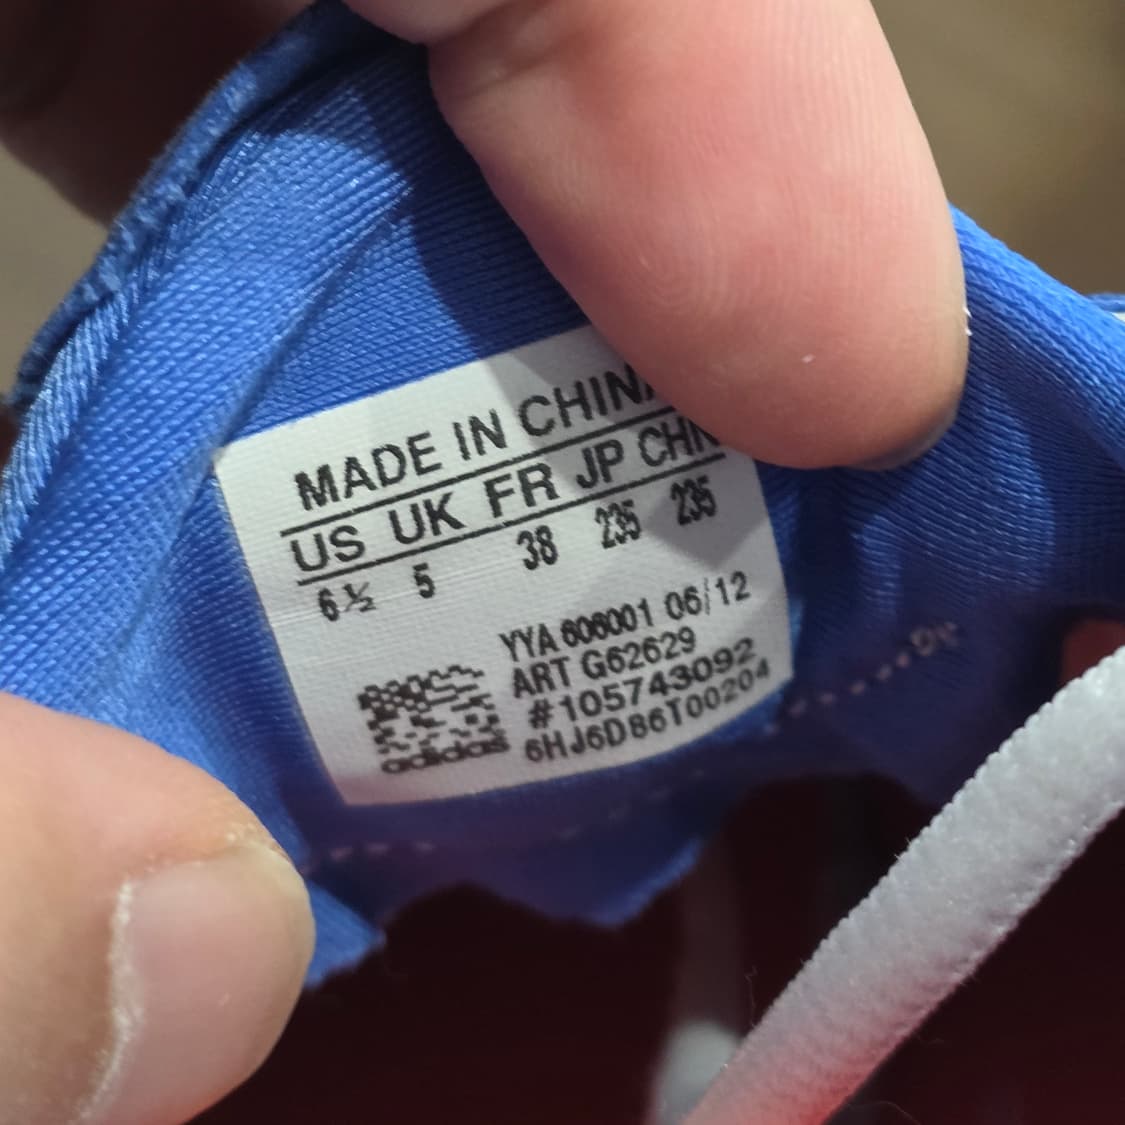 MADE IN CHINA
US UK FR JP CHN
6½ 5 38 235 235
YYA 606001 06/12
ART G62629
#105743092
6HJ6D86T00204
adidas